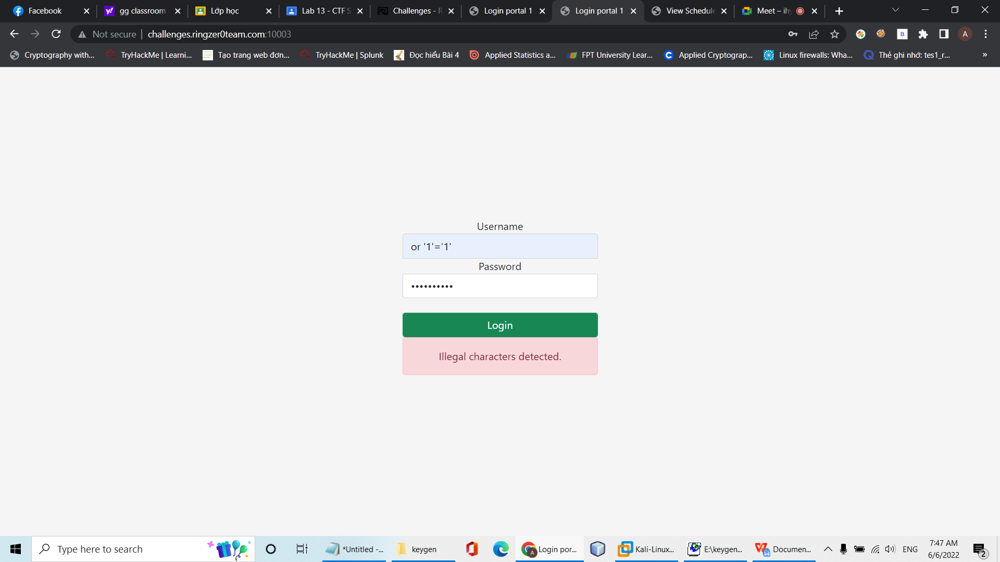 Facebook
gg classroom
Lớp học
Lab 13 - CTF S
Challenges - R
Login portal 1
Login portal 1
View Schedule
Meet – ihy
Not secure
challenges.ringzer0team.com:10003
A
Cryptography with...
TryHackMe | Learni...
Tạo trang web đơn...
TryHackMe | Splunk
Đọc hiểu Bài 4
Applied Statistics a...
FPT University Lear...
Applied Cryptograp...
Linux firewalls: Wha...
Thẻ ghi nhớ: tes1_r...
»
Username
or '1'='1'
Password
••••••••••
Login
Illegal characters detected.
Type here to search
*Untitled -...
keygen
Login por...
Kali-Linux...
E:\keygen...
Documen...
ENG
7:47 AM
6/6/2022
2